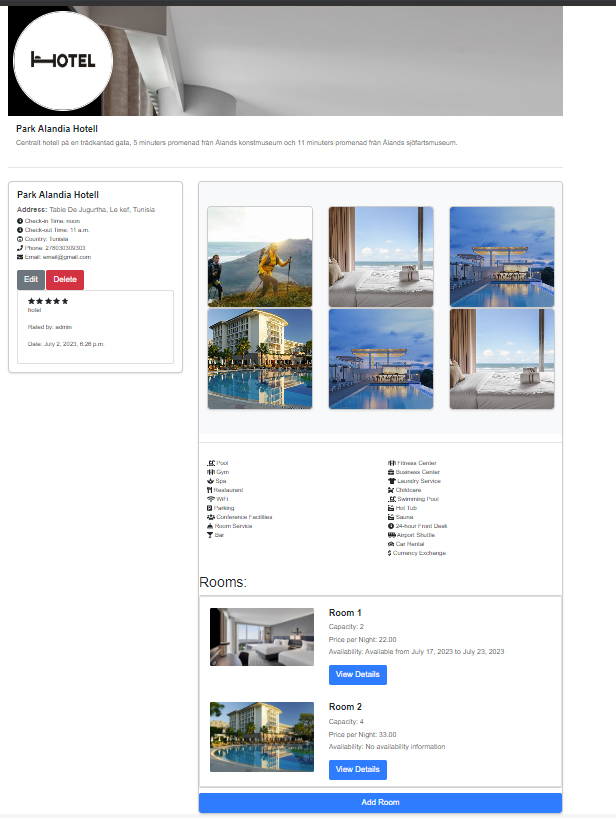 HOTEL
Park Alandia Hotell
Centralt hotell på en trädkantad gata, 5 minuters promenad från Ålands konstmuseum och 11 minuters promenad från Ålands sjöfartsmuseum.
Park Alandia Hotell
Address: Table De Jugurtha, Le kef, Tunisia
Check-in Time: noon
Check-out Time: 11 a.m.
Country: Tunisia
Phone: 278030309303
Email: email@gmail.com
Edit Delete
hotel
Rated by: admin
Date: July 2, 2023, 6:26 p.m.
Pool
Gym
Spa
Restaurant
WiFi
Parking
Conference Facilities
Room Service
Bar
Fitness Center
Business Center
Laundry Service
Childcare
Swimming Pool
Hot Tub
Sauna
24-hour Front Desk
Airport Shuttle
Car Rental
Currency Exchange
Rooms:
Room 1
Capacity: 2
Price per Night: 22.00
Availability: Available from July 17, 2023 to July 23, 2023
View Details
Room 2
Capacity: 4
Price per Night: 33.00
Availability: No availability information
View Details
Add Room